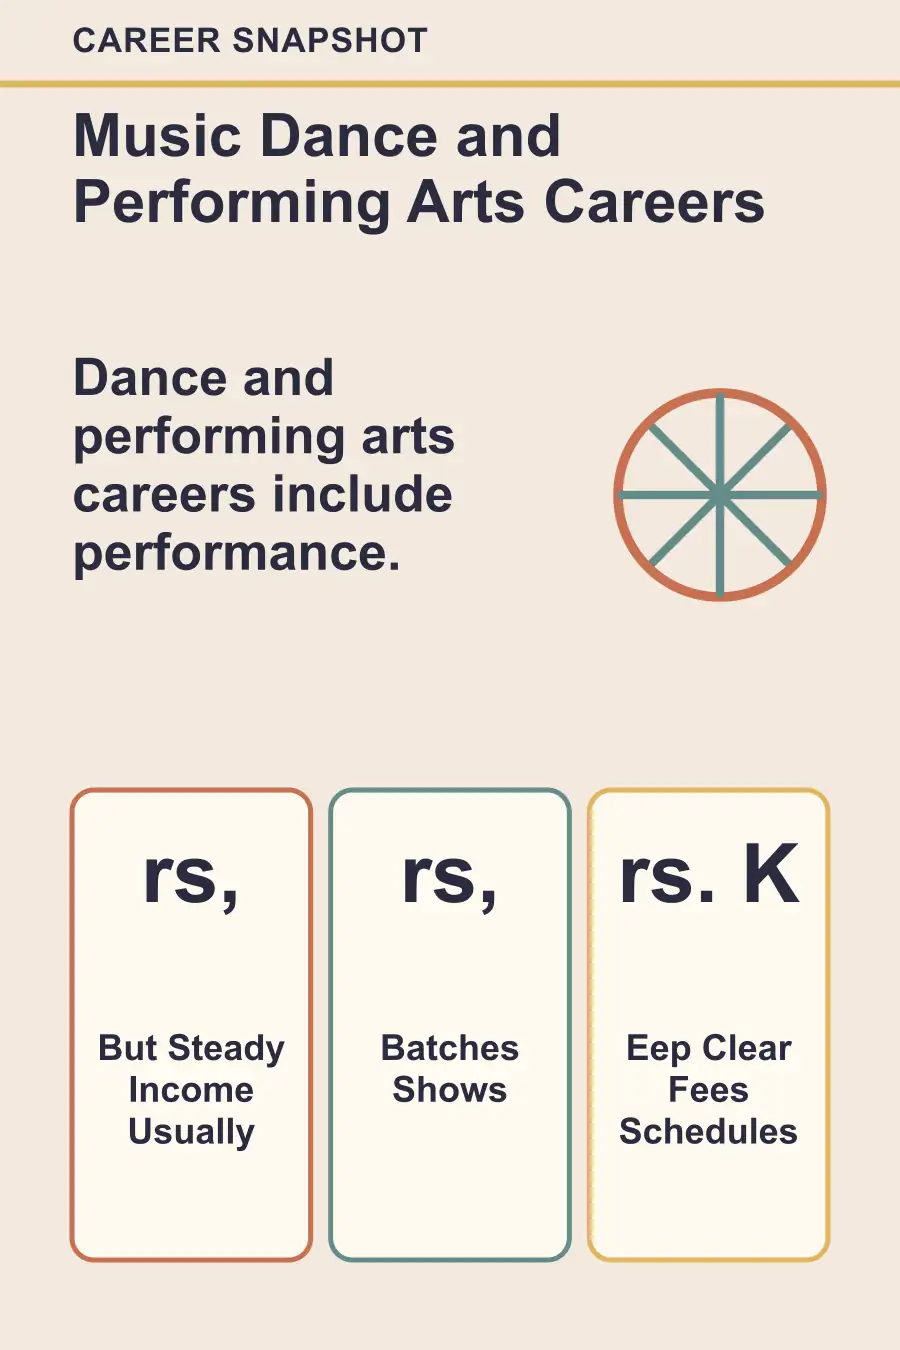 CAREER SNAPSHOT
Music Dance and
Performing Arts Careers
Dance and
performing arts
careers include
performance.
rs,
But Steady
Income
Usually
rs,
Batches
Shows
rs. K
Eep Clear
Fees
Schedules